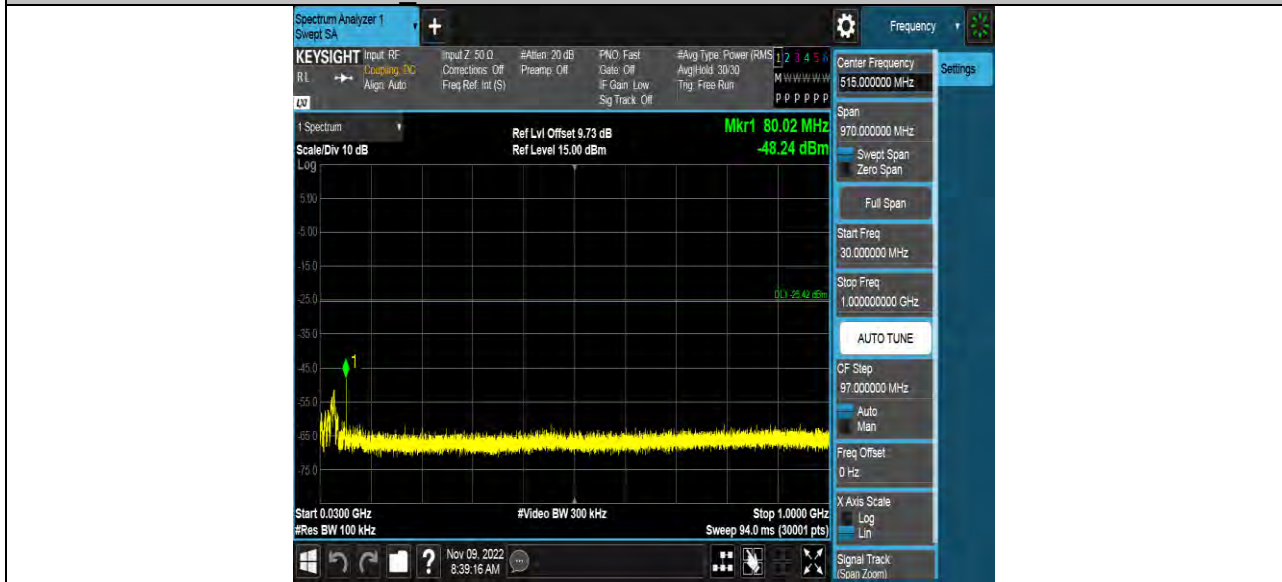 Spectrum Analyzer 1
Swept SA
+
Frequency
KEYSIGHT Input: RF
RL
Coupling: DC
Align: Auto
LXI
Input Z: 50 Ω
Corrections: Off
Freq Ref: Int (S)
#Atten: 20 dB
Preamp: Off
PNO: Fast
Gate: Off
IF Gain: Low
Sig Track: Off
#Avg Type: Power (RMS
Avg|Hold: 30/30
Trig: Free Run
1 2 3 4 5 6
M W W W W W
P P P P P P
1 Spectrum
Scale/Div 10 dB
Ref Lvl Offset 9.73 dB
Ref Level 15.00 dBm
Mkr1 80.02 MHz
-48.24 dBm
Log
5.00
-5.00
-15.0
-25.0
DL1 -25.42 dBm
-35.0
-45.0
1
-55.0
-65.0
-75.0
Start 0.0300 GHz
#Res BW 100 kHz
#Video BW 300 kHz
Stop 1.0000 GHz
Sweep 94.0 ms (30001 pts)
?
Nov 09, 2022
8:39:16 AM
Center Frequency
515.000000 MHz
Settings
Span
970.000000 MHz
Swept Span
Zero Span
Full Span
Start Freq
30.000000 MHz
Stop Freq
1.000000000 GHz
AUTO TUNE
CF Step
97.000000 MHz
Auto
Man
Freq Offset
0 Hz
X Axis Scale
Log
Lin
Signal Track
(Span Zoom)